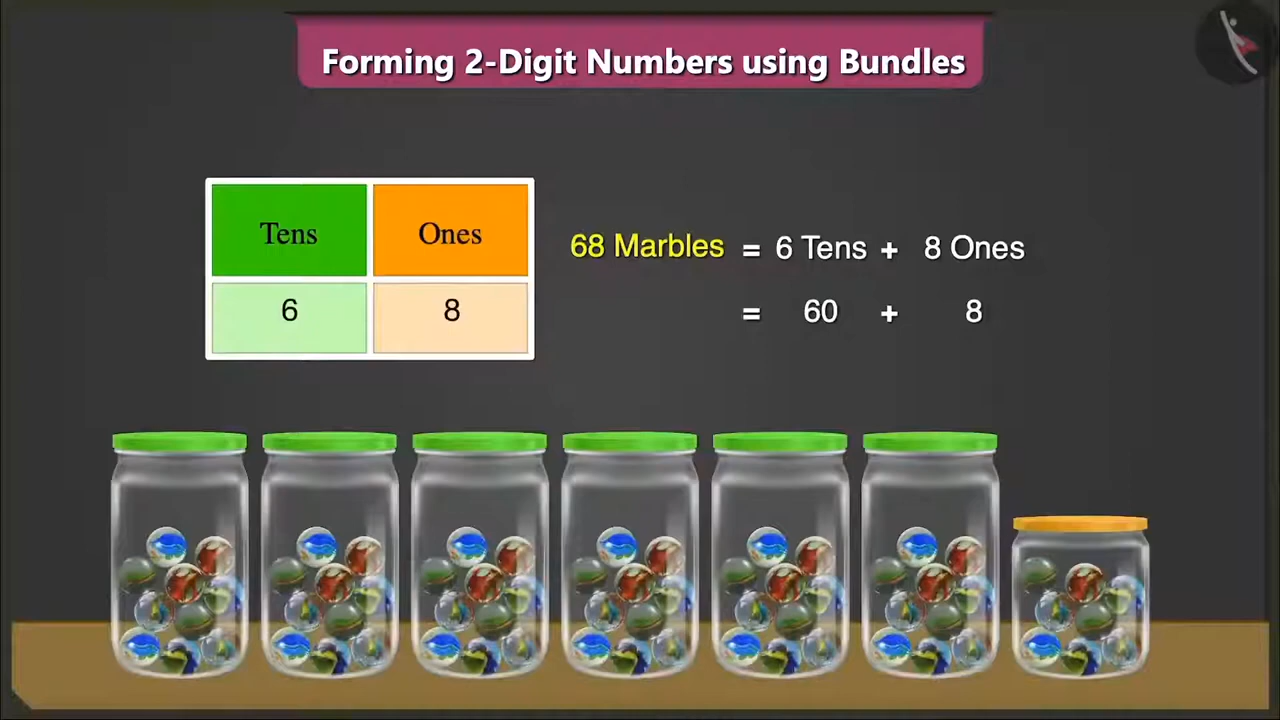 Forming 2-Digit Numbers using Bundles
Tens Ones
68 Marbles = 6 Tens + 8 Ones
6 8
= 60 + 8